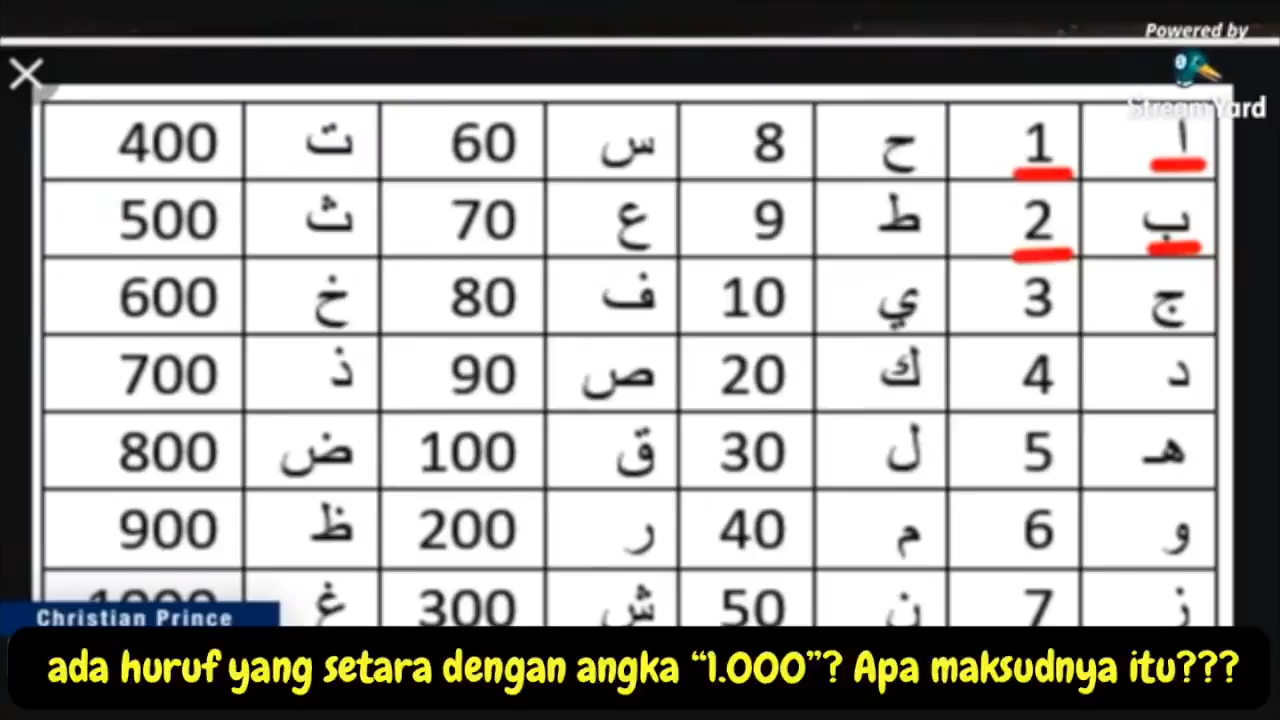 Powered by
StreamYard
ا 1 ح 8 س 60 ت 400
ب 2 ط 9 ع 70 ث 500
ج 3 ي 10 ف 80 خ 600
د 4 ك 20 ص 90 ذ 700
هـ 5 ل 30 ق 100 ض 800
و 6 م 40 ر 200 ظ 900
ز 7 ن 50 ش 300 غ 1000
Christian Prince
ada huruf yang setara dengan angka “1.000”? Apa maksudnya itu???